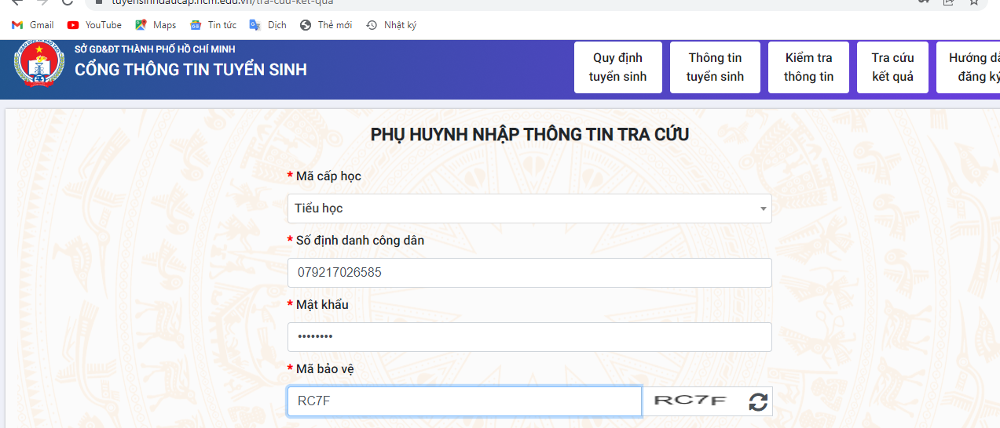 tuyensinhdaucap.hcm.edu.vn/tra-cuu-ket-qua
Gmail YouTube Maps Tin tức Dịch Thẻ mới Nhật ký
SỞ GD&ĐT THÀNH PHỐ HỒ CHÍ MINH
CỔNG THÔNG TIN TUYỂN SINH
Quy định
tuyển sinh
Thông tin
tuyển sinh
Kiểm tra
thông tin
Tra cứu
kết quả
Hướng
đăng ký
PHỤ HUYNH NHẬP THÔNG TIN TRA CỨU
* Mã cấp học
Tiểu học
* Số định danh công dân
079217026585
* Mật khẩu
••••••••
* Mã bảo vệ
RC7F RC7F